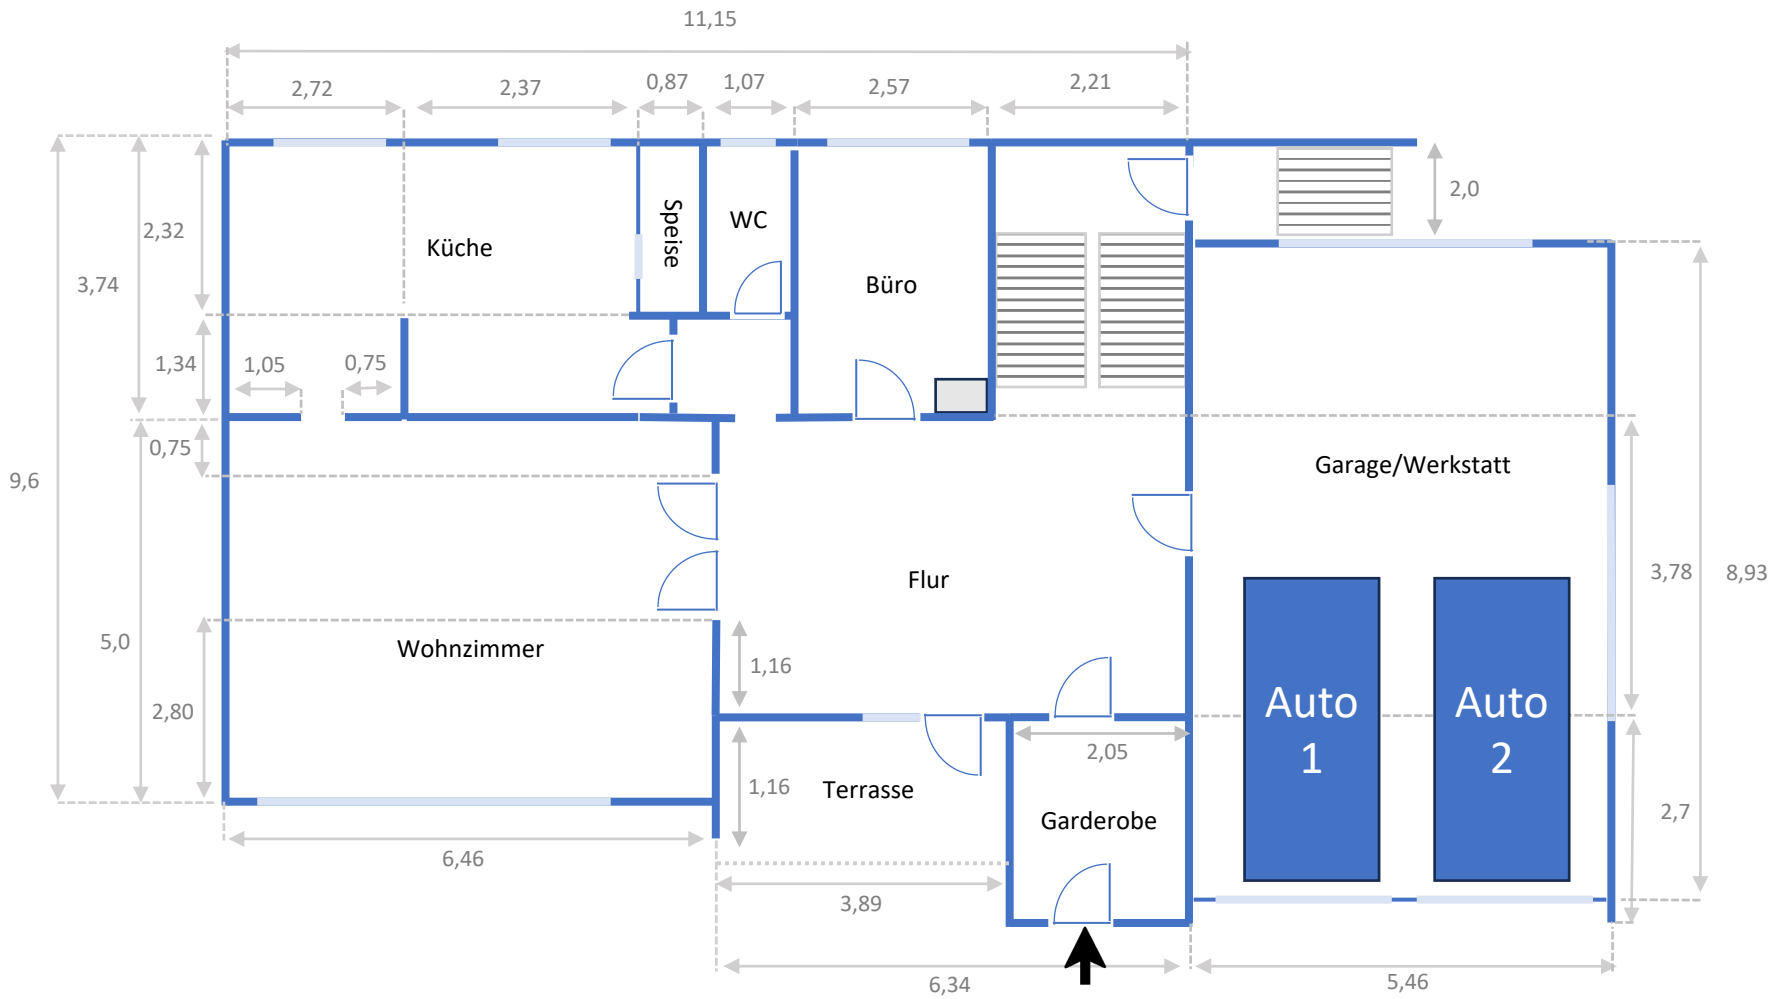 11,15
2,72
2,37
0,87
1,07
2,57
2,21
2,32
3,74
Küche
Speise
WC
Büro
2,0
1,34
1,05
0,75
0,75
9,6
Garage/Werkstatt
Flur
3,78
8,93
5,0
Wohnzimmer
1,16
2,80
Auto
1
Auto
2
2,05
1,16
Terrasse
Garderobe
2,7
6,46
3,89
6,34
5,46